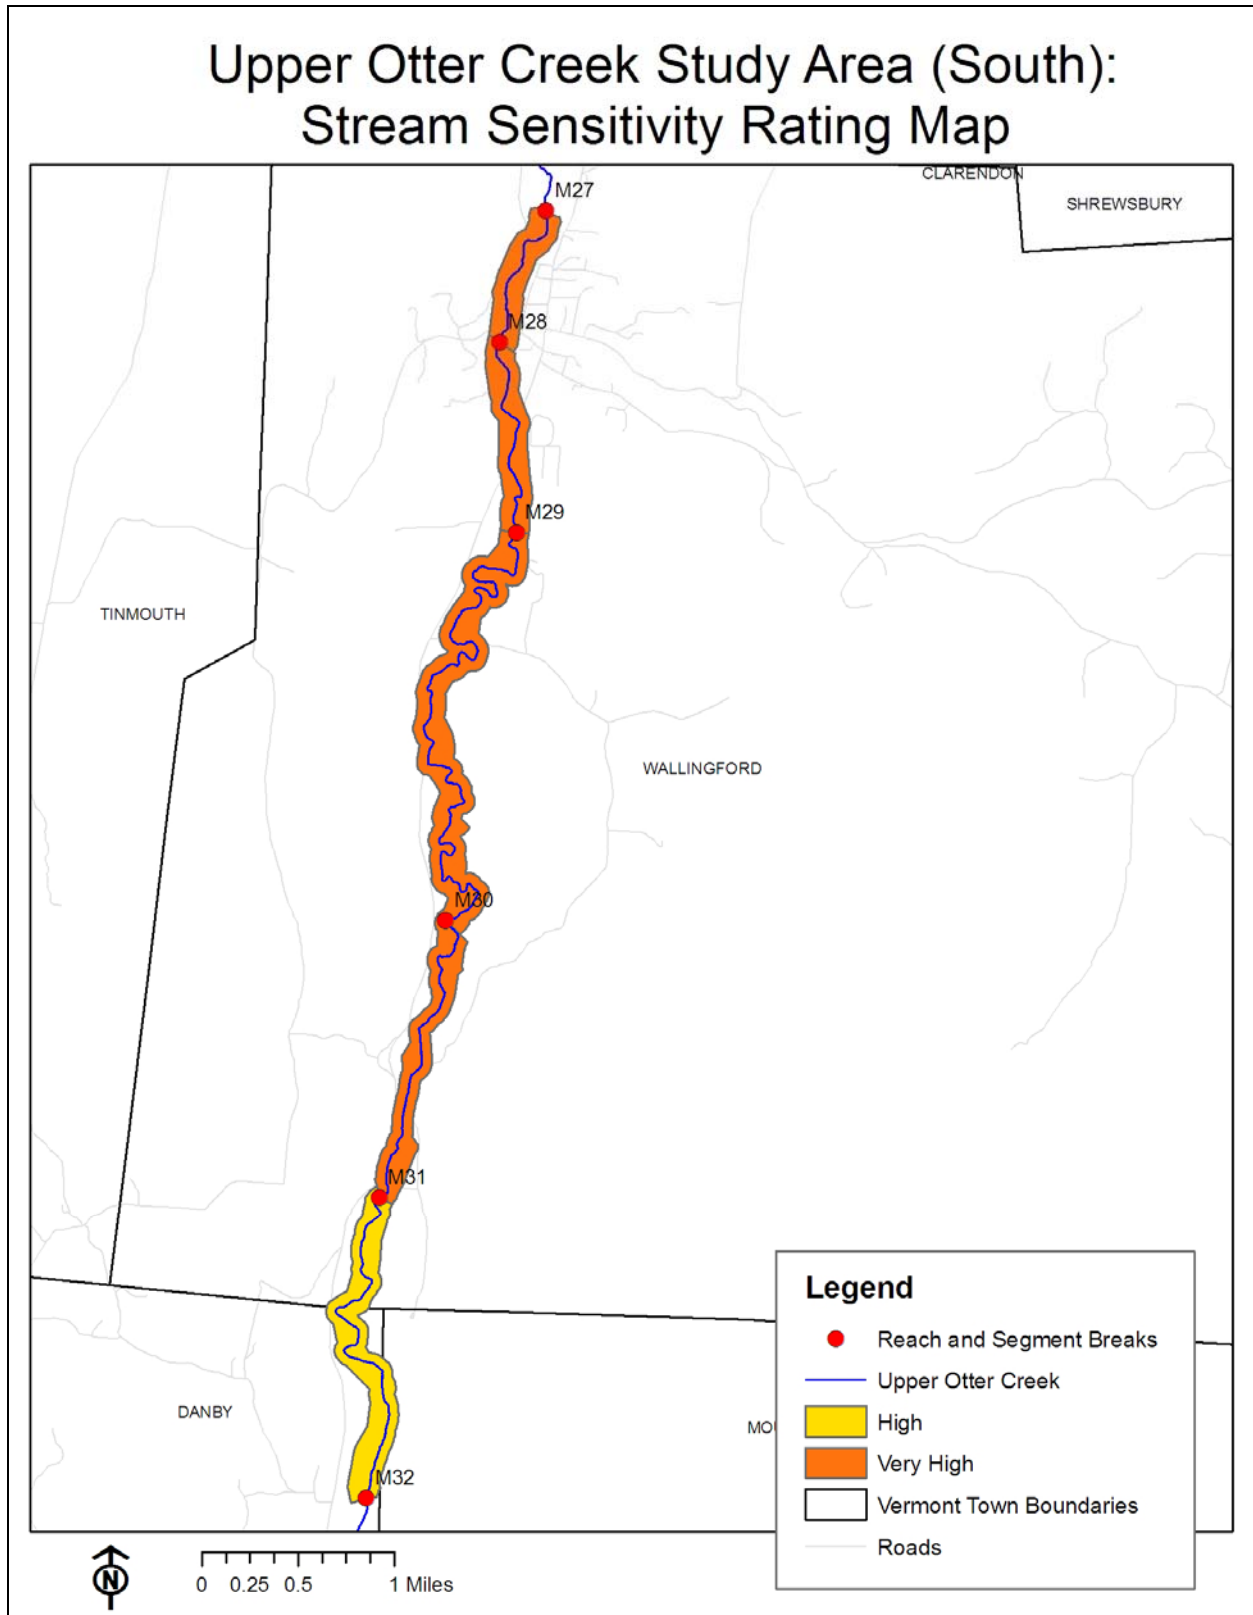 Upper Otter Creek Study Area (South):
Stream Sensitivity Rating Map
CLARENDON
SHREWSBURY
M27
M28
M29
TINMOUTH
WALLINGFORD
M30
M31
DANBY
MOU
M32
Legend
Reach and Segment Breaks
Upper Otter Creek
High
Very High
Vermont Town Boundaries
Roads
N
0 0.25 0.5 1 Miles